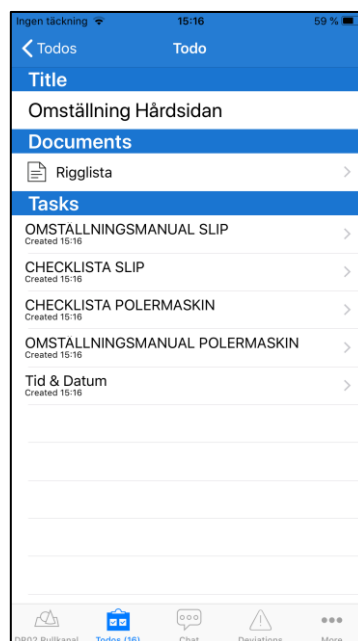 Ingen täckning 15:16 59 %
Todos Todo
Title
Omställning Hårdsidan
Documents
Rigglista
Tasks
OMSTÄLLNINGSMANUAL SLIP
Created 15:16
CHECKLISTA SLIP
Created 15:16
CHECKLISTA POLERMASKIN
Created 15:16
OMSTÄLLNINGSMANUAL POLERMASKIN
Created 15:16
Tid & Datum
Created 15:16
Todos (16) Chat Deviations More